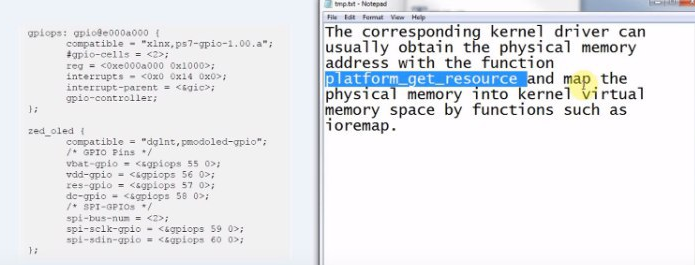 gpiops: gpio@e000a000 {
compatible = "xlnx,ps7-gpio-1.00.a";
#gpio-cells = <2>;
reg = <0xe000a000 0x1000>;
interrupts = <0x0 0x14 0x0>;
interrupt-parent = <&gic>;
gpio-controller;
};
zed_oled {
compatible = "dglnt,pmodoled-gpio";
/* GPIO Pins */
vbat-gpio = <&gpiops 55 0>;
vdd-gpio = <&gpiops 56 0>;
res-gpio = <&gpiops 57 0>;
dc-gpio = <&gpiops 58 0>;
/* SPI-GPIOs */
spi-bus-num = <2>;
spi-sclk-gpio = <&gpiops 59 0>;
spi-sdin-gpio = <&gpiops 60 0>;
};
tmp.txt - Notepad
File Edit Format View Help
The corresponding kernel driver can
usually obtain the physical memory
address with the function
platform_get_resource and map the
physical memory into kernel virtual
memory space by functions such as
ioremap.